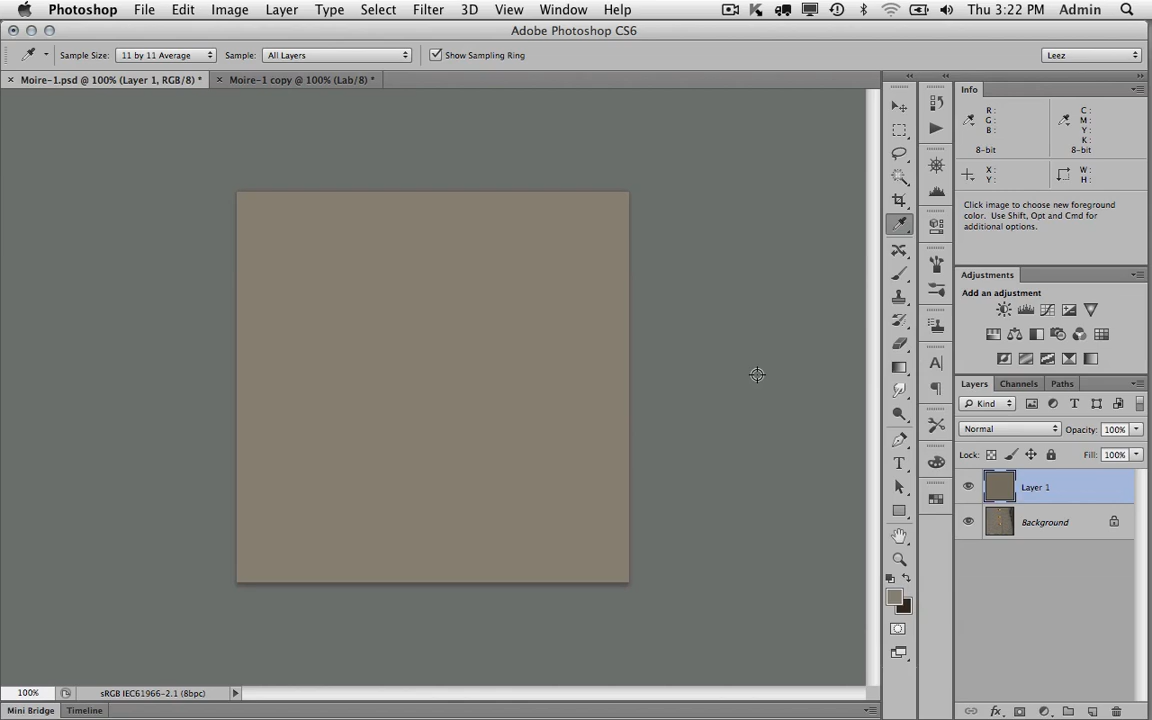 Photoshop File Edit Image Layer Type Select Filter 3D View Window Help Thu 3:22 PM Admin
Adobe Photoshop CS6
Sample Size: 11 by 11 Average Sample: All Layers Show Sampling Ring Leez
× Moire-1.psd @ 100% (Layer 1, RGB/8) * × Moire-1 copy @ 100% (Lab/8) *
Info
R: C:
G: M:
B: Y:
K:
8-bit 8-bit
X: W:
Y: H:
Click image to choose new foreground
color. Use Shift, Opt and Cmd for
additional options.
Adjustments
Add an adjustment
Layers Channels Paths
Kind
Normal Opacity: 100%
Lock: Fill: 100%
Layer 1
Background
100% sRGB IEC61966-2.1 (8bpc)
Mini Bridge Timeline